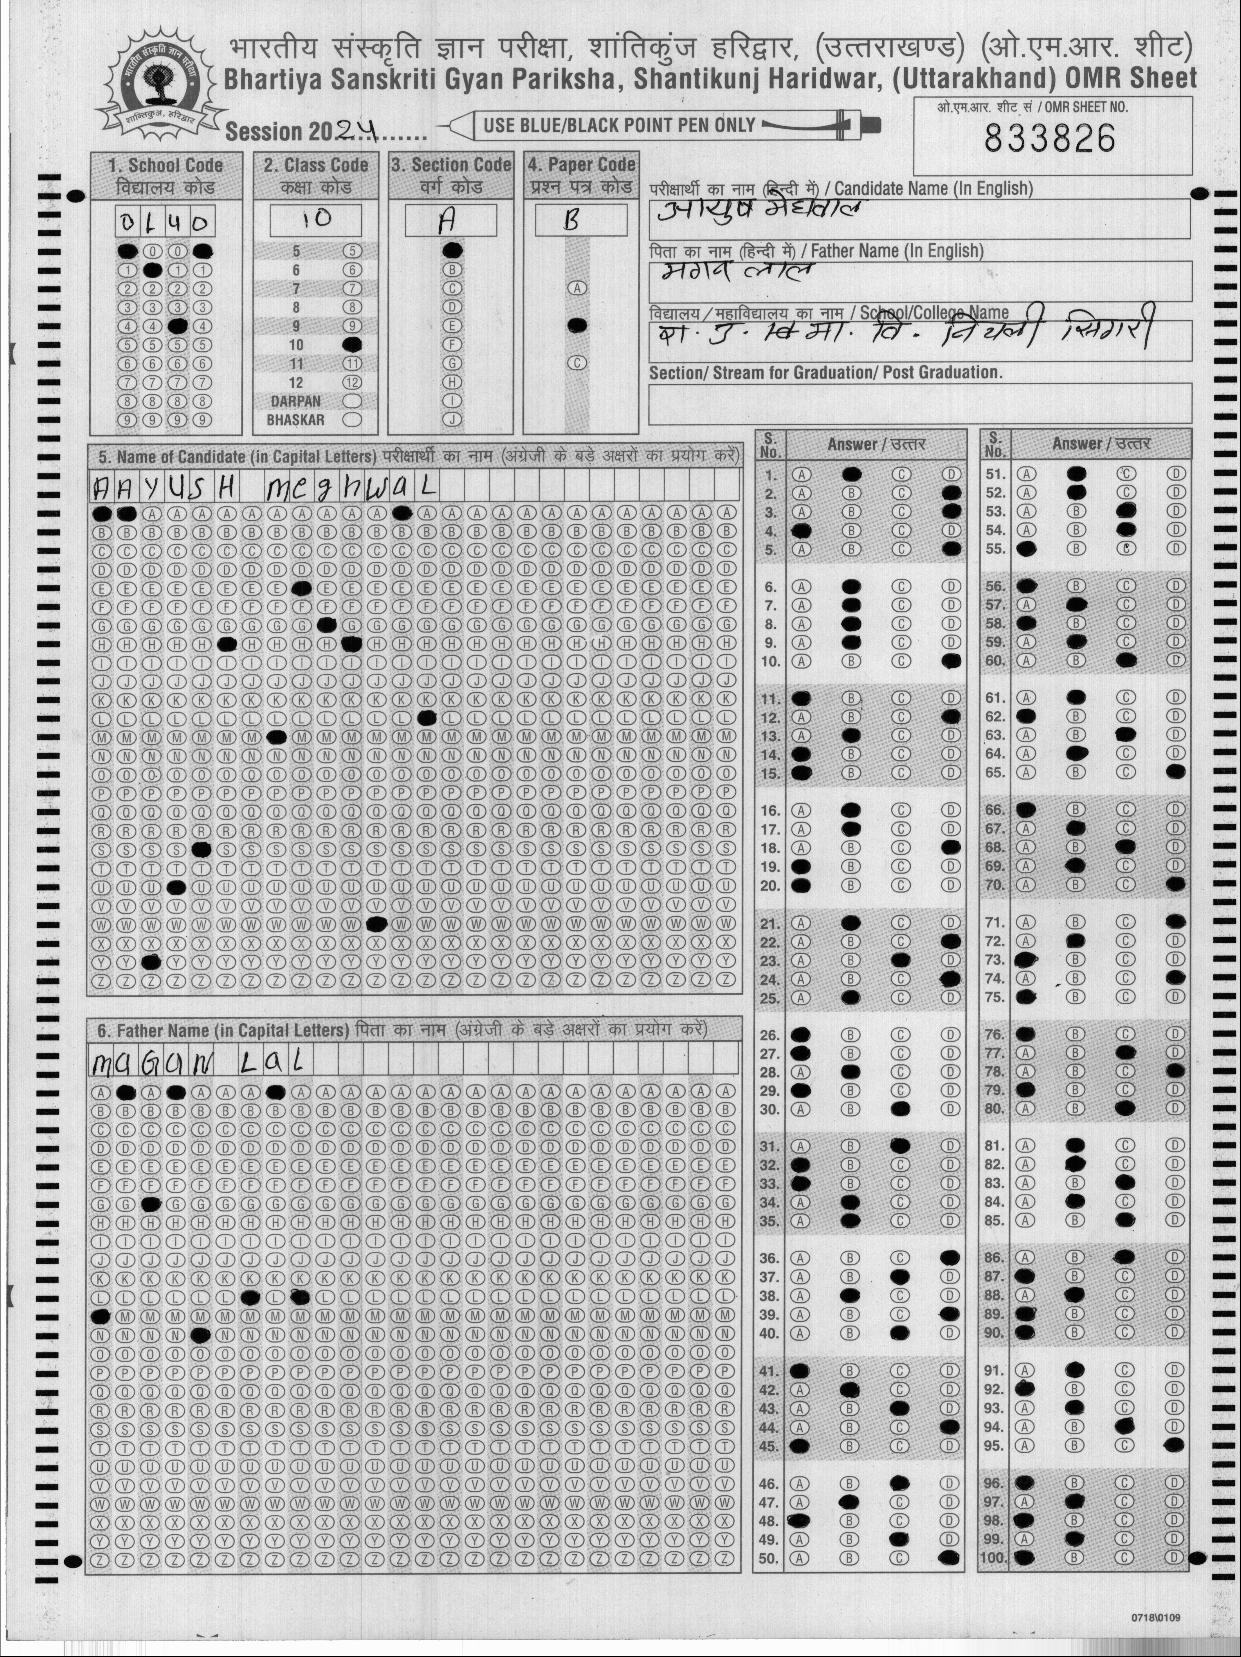 भारतीय संस्कृति ज्ञान परीक्षा, शांतिकुंज हरिद्वार, (उत्तराखण्ड) (ओ.एम.आर. शीट)
Bhartiya Sanskriti Gyan Pariksha, Shantikunj Haridwar, (Uttarakhand) OMR Sheet
Session 2024
USE BLUE/BLACK POINT PEN ONLY
ओ.एम.आर. शीट सं / OMR SHEET NO.
833826
1. School Code
विद्यालय कोड
0140
2. Class Code
कक्षा कोड
10
3. Section Code
वर्ग कोड
A
4. Paper Code
प्रश्न पत्र कोड
B
परीक्षार्थी का नाम (हिन्दी में) / Candidate Name (In English)
आयुष मेघवाल
पिता का नाम (हिन्दी में) / Father Name (In English)
मगन लाल
विद्यालय/महाविद्यालय का नाम / School/College Name
रा. उ. मा. वि.
Section/ Stream for Graduation/ Post Graduation.
5
6
7
8
9
10
11
12
DARPAN
BHASKAR
5. Name of Candidate (in Capital Letters) परीक्षार्थी का नाम (अंग्रेजी के बड़े अक्षरों का प्रयोग करें)
AAYUSH MegHWaL
6. Father Name (in Capital Letters) पिता का नाम (अंग्रेजी के बड़े अक्षरों का प्रयोग करें)
MaGaN LaL
S. No.
Answer / उत्तर
S. No.
Answer / उत्तर
0718\0109